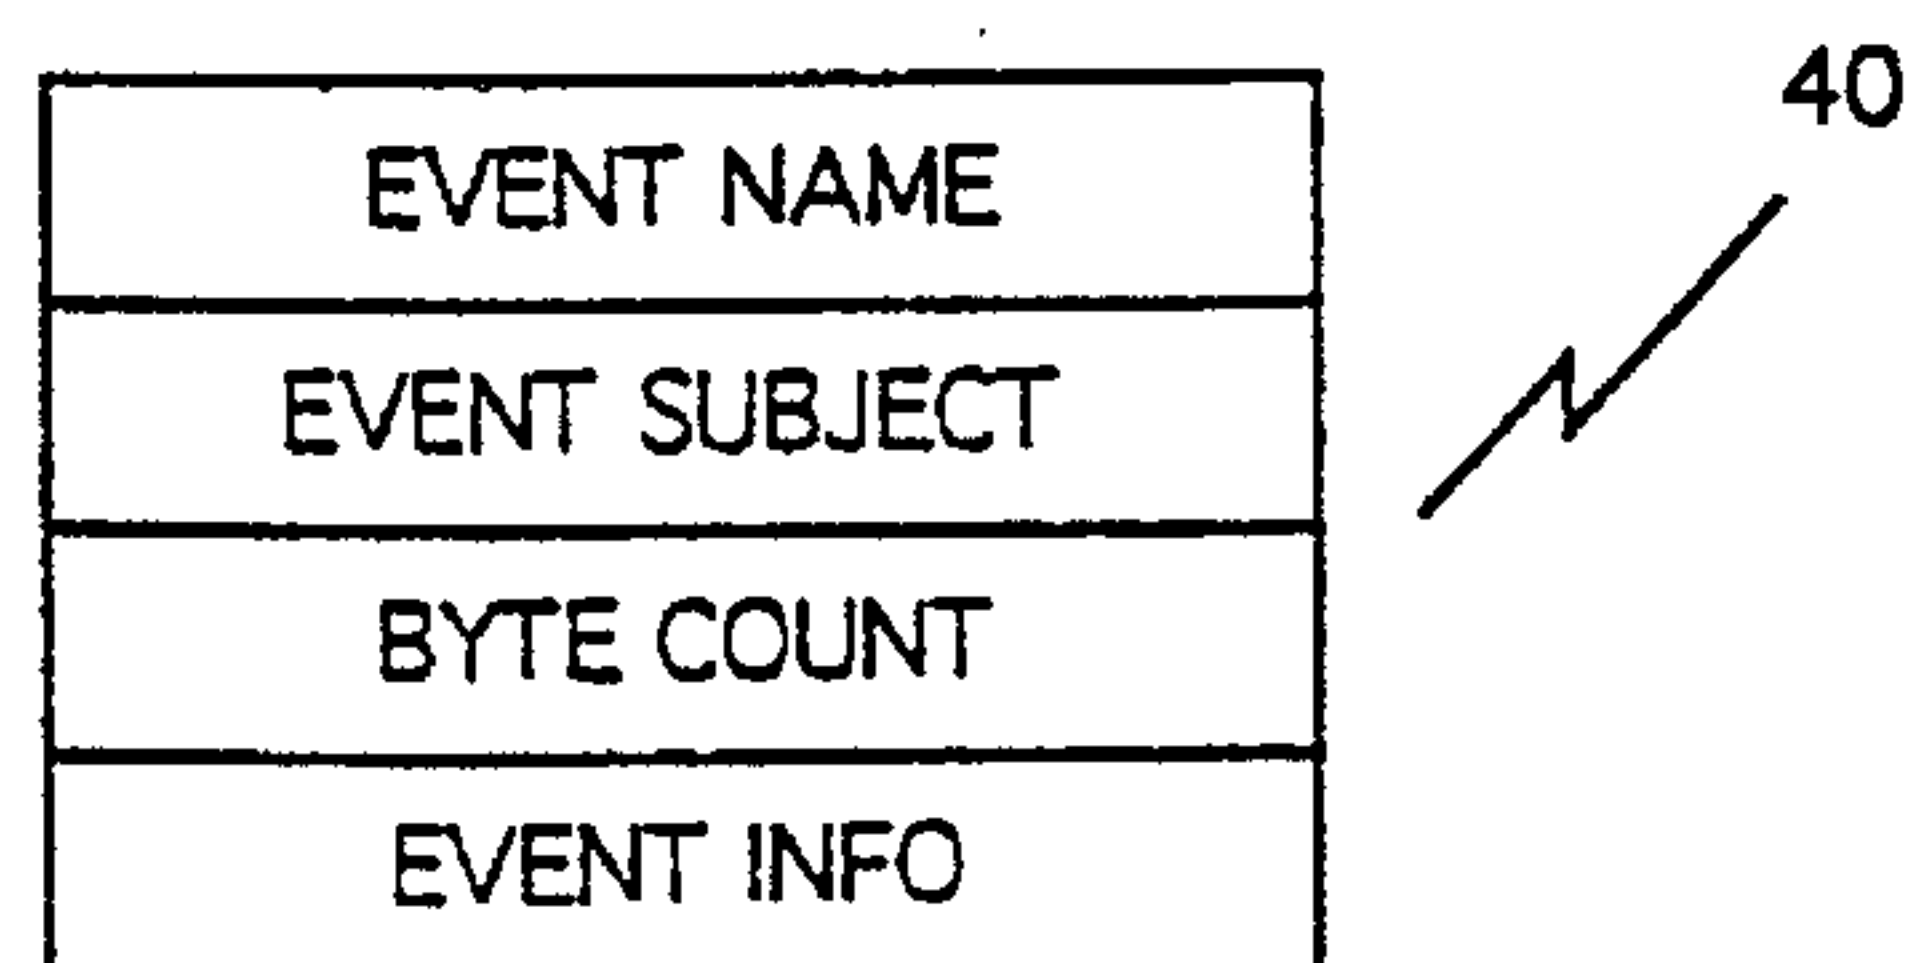 40
EVENT NAME
EVENT SUBJECT
BYTE COUNT
EVENT INFO